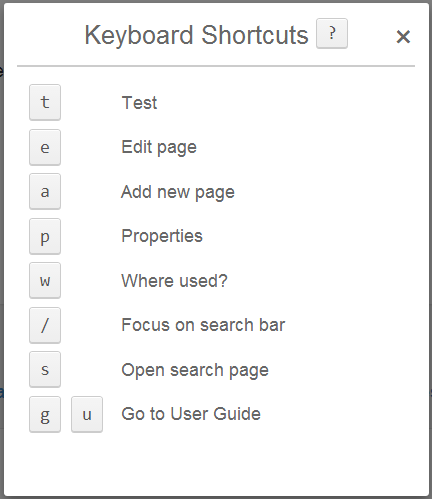 Keyboard Shortcuts ?
t Test
e Edit page
a Add new page
p Properties
w Where used?
/ Focus on search bar
s Open search page
g u Go to User Guide